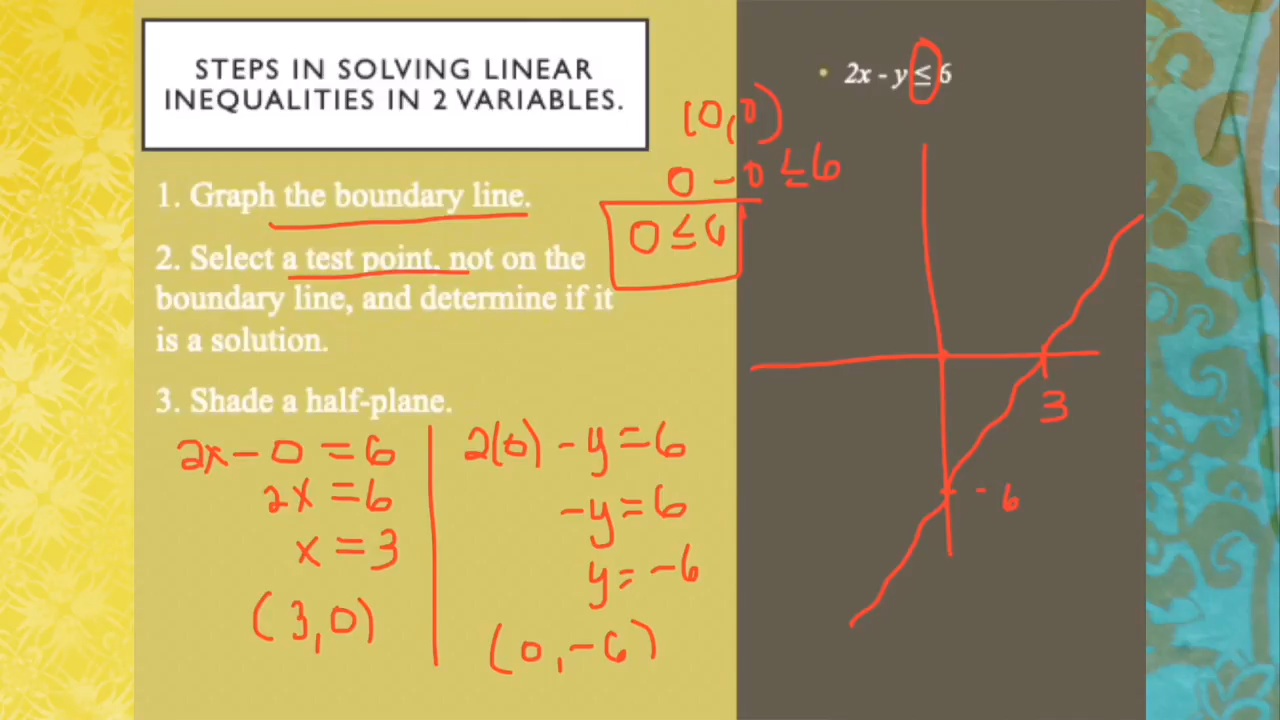 STEPS IN SOLVING LINEAR
INEQUALITIES IN 2 VARIABLES.
1. Graph the boundary line.
2. Select a test point, not on the
boundary line, and determine if it
is a solution.
3. Shade a half-plane.
2x - 0 = 6
2x = 6
x = 3
(3,0)
2(0) - y = 6
-y = 6
y = -6
(0,-6)
(0,0)
0 - 0 ≤ 6
0 ≤ 6
• 2x - y ≤ 6
3
-6